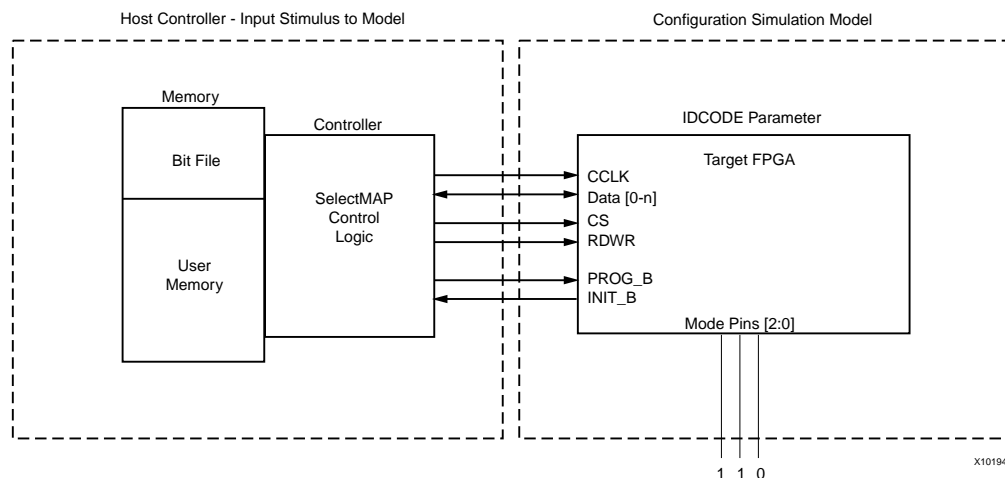 Host Controller - Input Stimulus to Model
Configuration Simulation Model
Memory
Bit File
User
Memory
Controller
SelectMAP
Control
Logic
IDCODE Parameter
Target FPGA
CCLK
Data [0-n]
CS
RDWR
PROG_B
INIT_B
Mode Pins [2:0]
1 1 0
X10194